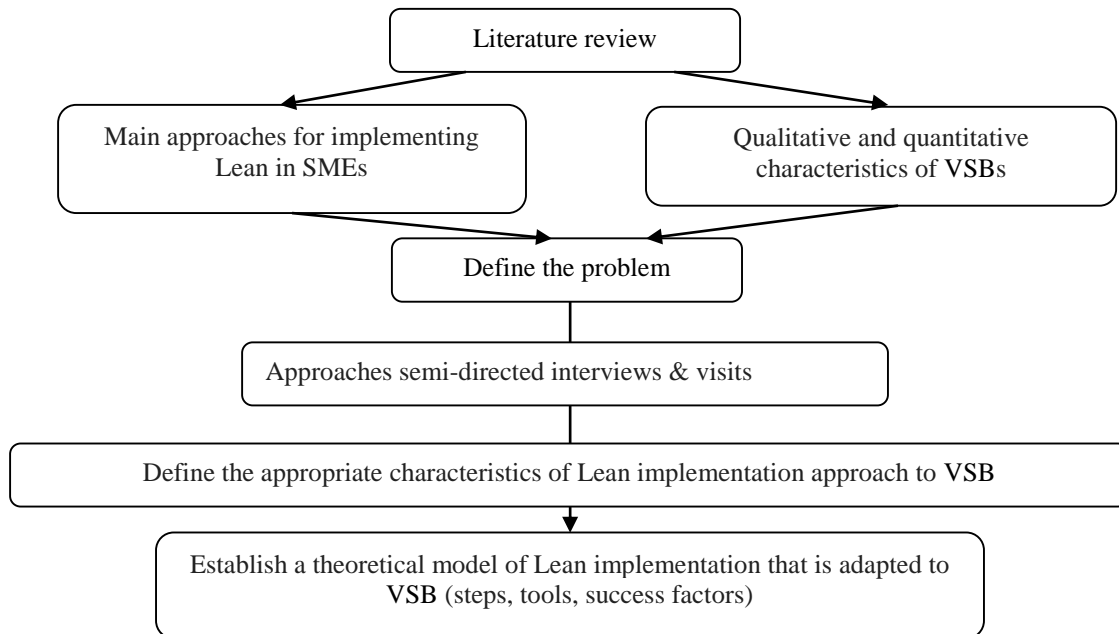 Literature review
Main approaches for implementing
Lean in SMEs
Qualitative and quantitative
characteristics of VSBs
Define the problem
Approaches semi-directed interviews & visits
Define the appropriate characteristics of Lean implementation approach to VSB
Establish a theoretical model of Lean implementation that is adapted to
VSB (steps, tools, success factors)